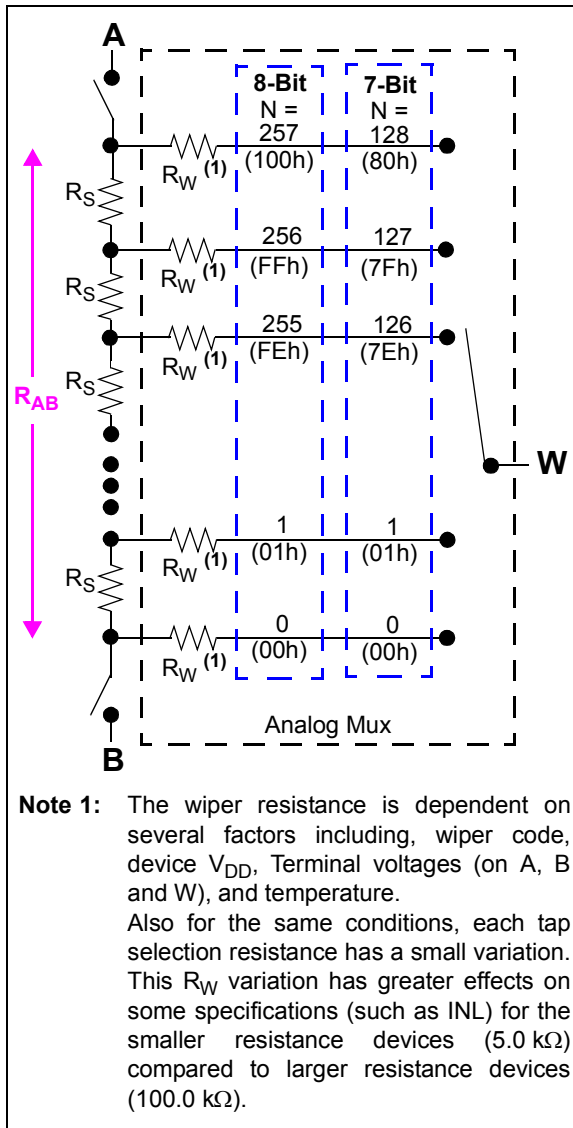 A
8-Bit
N =
7-Bit
N =
257
(100h)
128
(80h)
RW (1)
RS
256
(FFh)
127
(7Fh)
RW (1)
RS
255
(FEh)
126
(7Eh)
RW (1)
RS
RAB
W
1
(01h)
1
(01h)
RW (1)
RS
0
(00h)
0
(00h)
RW (1)
Analog Mux
B
Note 1: The wiper resistance is dependent on
several factors including, wiper code,
device VDD, Terminal voltages (on A, B
and W), and temperature.
Also for the same conditions, each tap
selection resistance has a small variation.
This RW variation has greater effects on
some specifications (such as INL) for the
smaller resistance devices (5.0 kΩ)
compared to larger resistance devices
(100.0 kΩ).